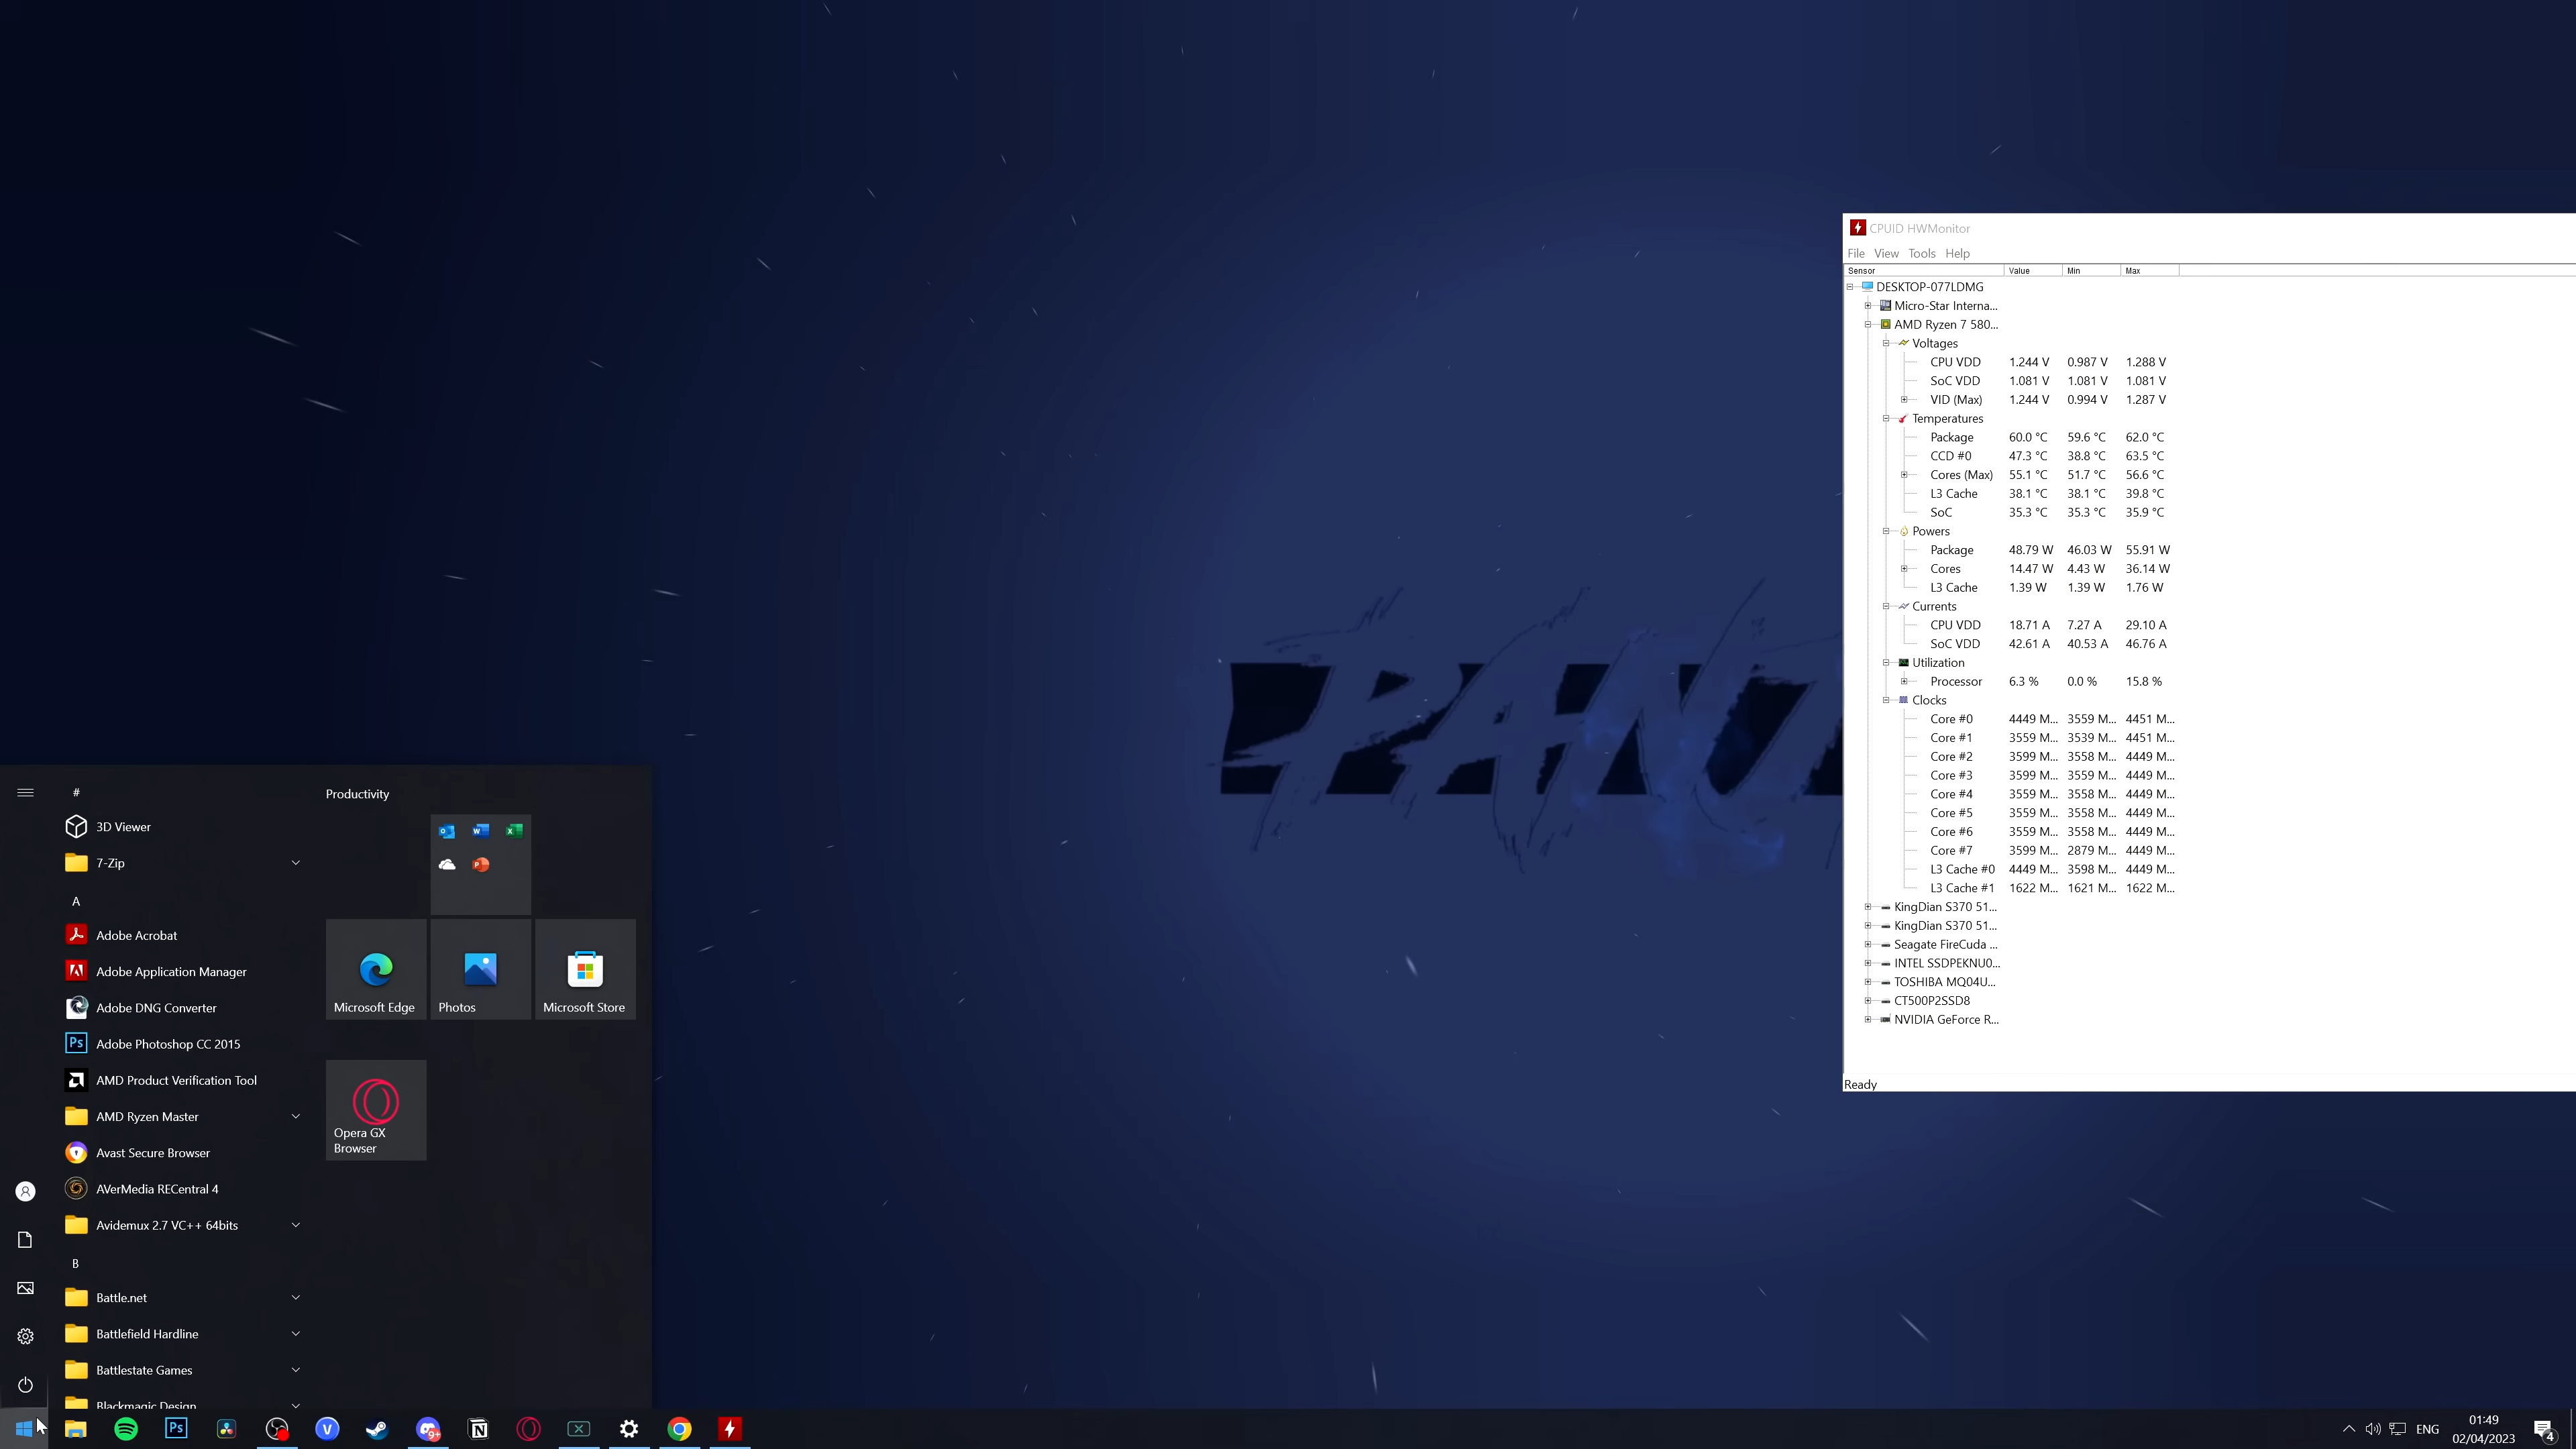 CPUID HWMonitor
File View Tools Help
Sensor Value Min Max
DESKTOP-077LDMG
Micro-Star Interna...
AMD Ryzen 7 580...
Voltages
CPU VDD 1.244 V 0.987 V 1.288 V
SoC VDD 1.081 V 1.081 V 1.081 V
VID (Max) 1.244 V 0.994 V 1.287 V
Temperatures
Package 60.0 °C 59.6 °C 62.0 °C
CCD #0 47.3 °C 38.8 °C 63.5 °C
Cores (Max) 55.1 °C 51.7 °C 56.6 °C
L3 Cache 38.1 °C 38.1 °C 39.8 °C
SoC 35.3 °C 35.3 °C 35.9 °C
Powers
Package 48.79 W 46.03 W 55.91 W
Cores 14.47 W 4.43 W 36.14 W
L3 Cache 1.39 W 1.39 W 1.76 W
Currents
CPU VDD 18.71 A 7.27 A 29.10 A
SoC VDD 42.61 A 40.53 A 46.76 A
Utilization
Processor 6.3 % 0.0 % 15.8 %
Clocks
Core #0 4449 M... 3559 M... 4451 M...
Core #1 3559 M... 3539 M... 4451 M...
Core #2 3599 M... 3558 M... 4449 M...
Core #3 3599 M... 3559 M... 4449 M...
Core #4 3559 M... 3558 M... 4449 M...
Core #5 3559 M... 3558 M... 4449 M...
Core #6 3559 M... 3558 M... 4449 M...
Core #7 3599 M... 2879 M... 4449 M...
L3 Cache #0 4449 M... 3598 M... 4449 M...
L3 Cache #1 1622 M... 1621 M... 1622 M...
KingDian S370 51...
KingDian S370 51...
Seagate FireCuda ...
INTEL SSDPEKNU0...
TOSHIBA MQ04U...
CT500P2SSD8
NVIDIA GeForce R...
Ready
#
3D Viewer
7-Zip
A
Adobe Acrobat
Adobe Application Manager
Adobe DNG Converter
Adobe Photoshop CC 2015
AMD Product Verification Tool
AMD Ryzen Master
Avast Secure Browser
AVerMedia RECentral 4
Avidemux 2.7 VC++ 64bits
B
Battle.net
Battlefield Hardline
Battlestate Games
Blackmagic Design
Productivity
Microsoft Edge
Photos
Microsoft Store
Opera GX
Browser
ENG
01:49
02/04/2023
4